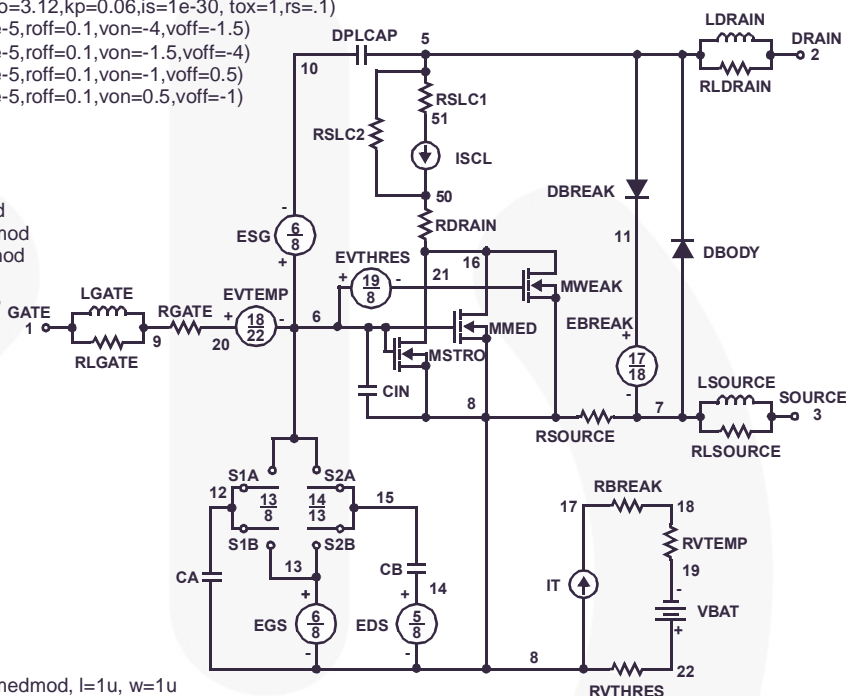 o=3.12,kp=0.06,is=1e-30, tox=1,rs=.1)
e-5,roff=0.1,von=-4,voff=-1.5)
e-5,roff=0.1,von=-1.5,voff=-4)
e-5,roff=0.1,von=-1,voff=0.5)
e-5,roff=0.1,von=0.5,voff=-1)
LDRAIN
DPLCAP 5
DRAIN
2
10
RLDRAIN
RSLC1
51
RSLC2
ISCL
50
DBREAK
RDRAIN
11
DBODY
-
ESG 6 8
+
EVTHRES
+ 19 8 -
21
16
MWEAK
LGATE
GATE
1
RGATE
EVTEMP
+ 18 22 -
6
MMED
EBREAK
+
17 18
-
9
20
RLGATE
MSTRO
CIN
LSOURCE
SOURCE
3
8
7
RSOURCE
RLSOURCE
S1A
S2A
12
13 8
14 13
15
17
RBREAK
18
S1B
S2B
RVTEMP
13
CB
19
CA
14
IT
-
VBAT
+
+
EGS 6 8
-
+
EDS 5 8
-
8
22
RVTHRES
d
mod
mod
medmod, l=1u, w=1u